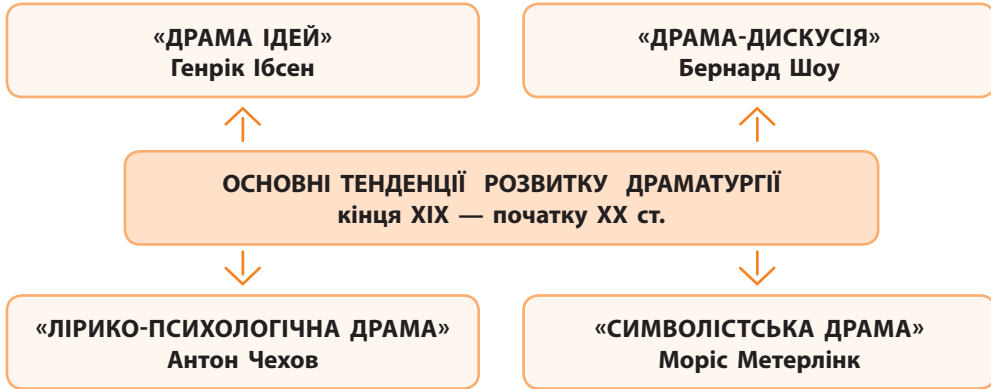 «ДРАМА ІДЕЙ»
Генрік Ібсен
«ДРАМА-ДИСКУСІЯ»
Бернард Шоу
ОСНОВНІ ТЕНДЕНЦІЇ РОЗВИТКУ ДРАМАТУРГІЇ
кінця XIX — початку XX ст.
«ЛІРИКО-ПСИХОЛОГІЧНА ДРАМА»
Антон Чехов
«СИМВОЛІСТСЬКА ДРАМА»
Моріс Метерлінк